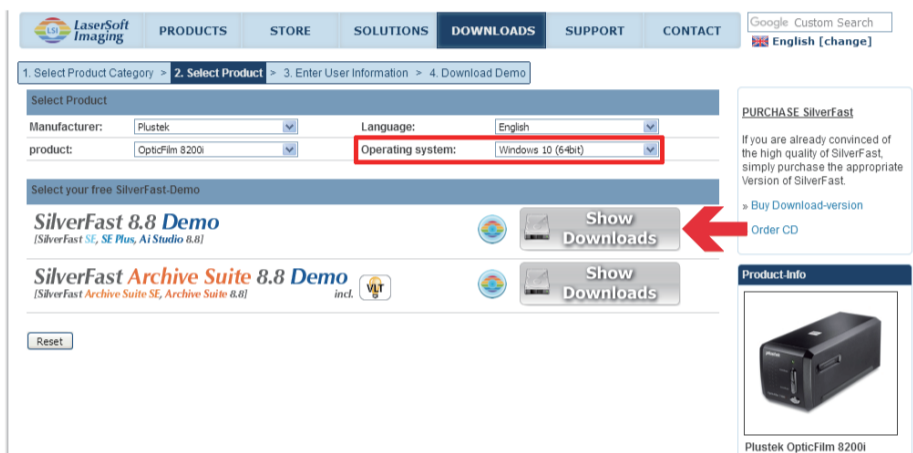 LaserSoft
Imaging
PRODUCTS
STORE
SOLUTIONS
DOWNLOADS
SUPPORT
CONTACT
Google Custom Search
English [change]
1. Select Product Category > 2. Select Product > 3. Enter User Information > 4. Download Demo
Select Product
Manufacturer: Plustek Language: English
product: OpticFilm 8200i Operating system: Windows 10 (64bit)
Select your free SilverFast-Demo
SilverFast 8.8 Demo
[SilverFast SE, SE Plus, Ai Studio 8.8]
Show
Downloads
SilverFast Archive Suite 8.8 Demo
[SilverFast Archive Suite SE, Archive Suite 8.8]
incl. VLT
Show
Downloads
Reset
PURCHASE SilverFast
If you are already convinced of
the high quality of SilverFast,
simply purchase the appropriate
Version of SilverFast.
» Buy Download-version
Order CD
Product-Info
plustek
Plustek OpticFilm 8200i